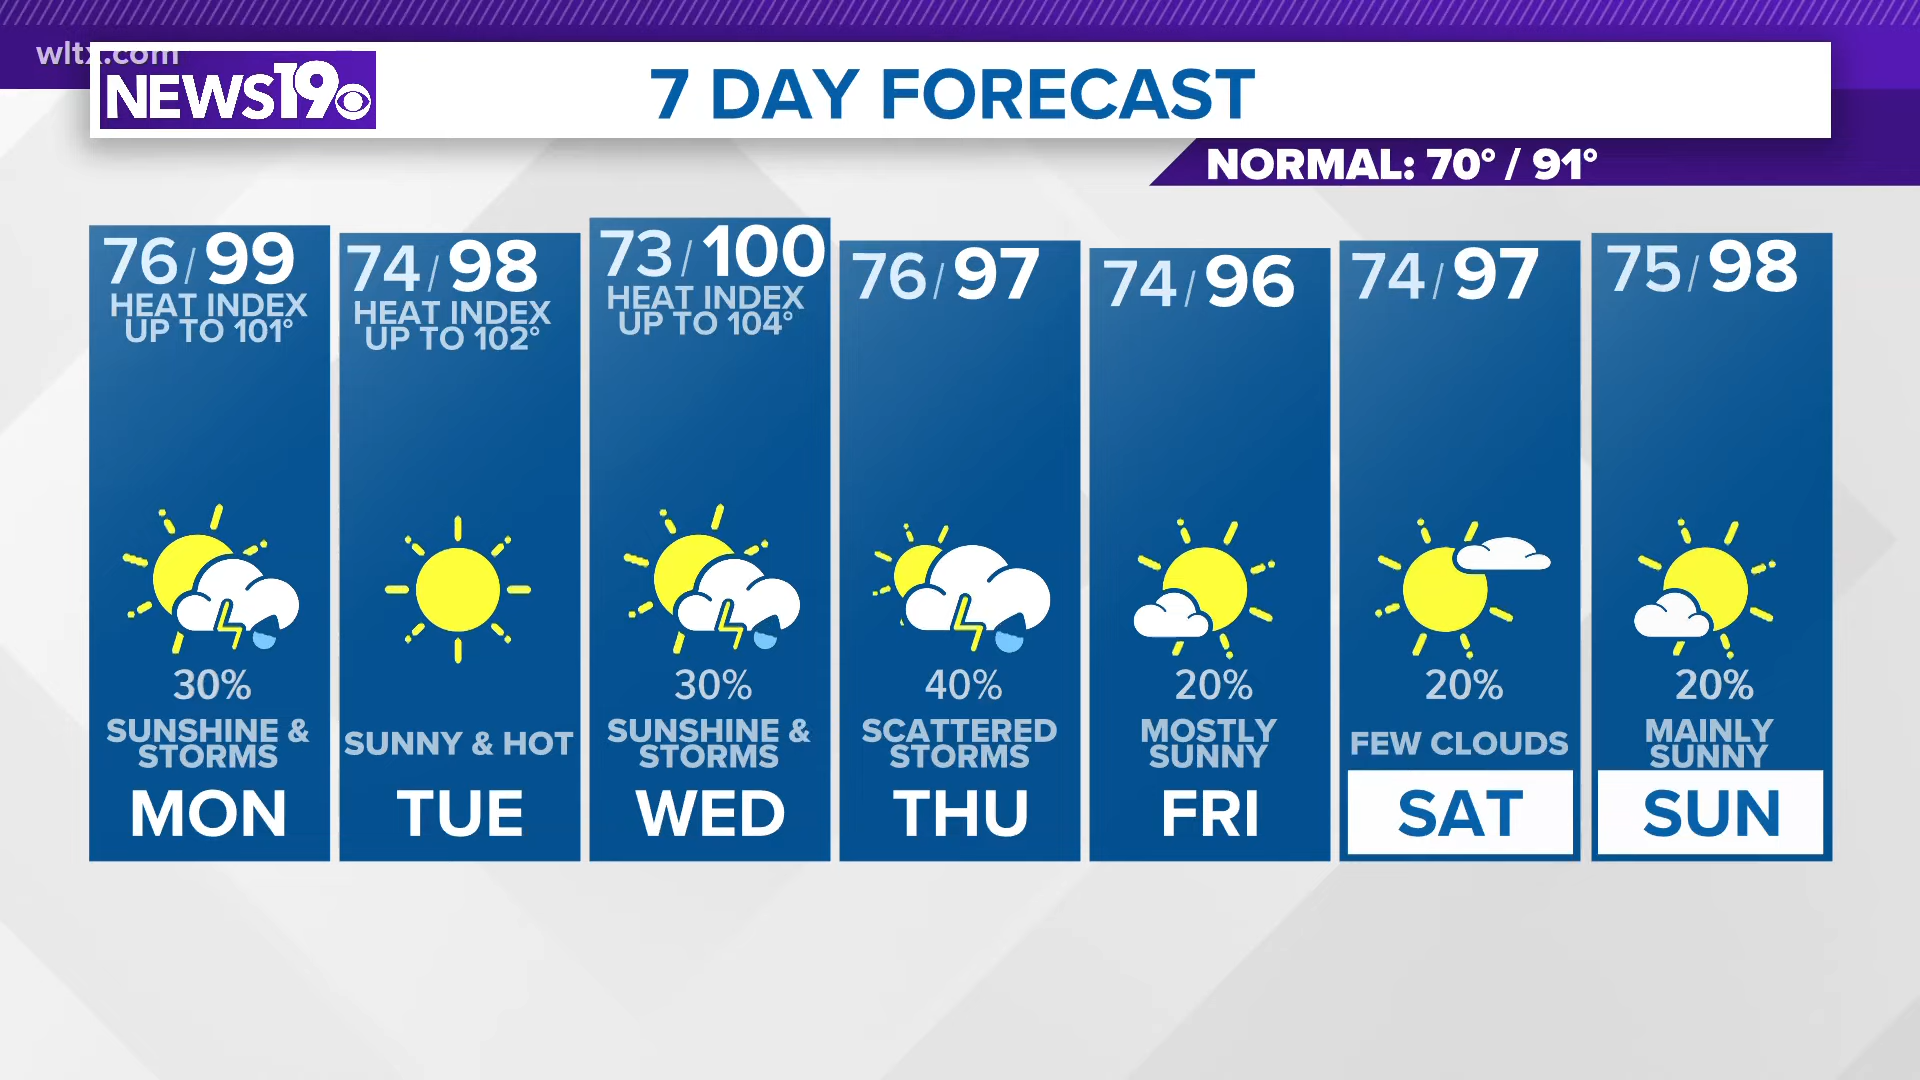 wltx.com
NEWS19
7 DAY FORECAST
NORMAL: 70° / 91°
76/99
HEAT INDEX
UP TO 101°
30%
SUNSHINE &
STORMS
MON
74/98
HEAT INDEX
UP TO 102°
SUNNY & HOT
TUE
73/100
HEAT INDEX
UP TO 104°
30%
SUNSHINE &
STORMS
WED
76/97
40%
SCATTERED
STORMS
THU
74/96
20%
MOSTLY
SUNNY
FRI
74/97
20%
FEW CLOUDS
SAT
75/98
20%
MAINLY
SUNNY
SUN